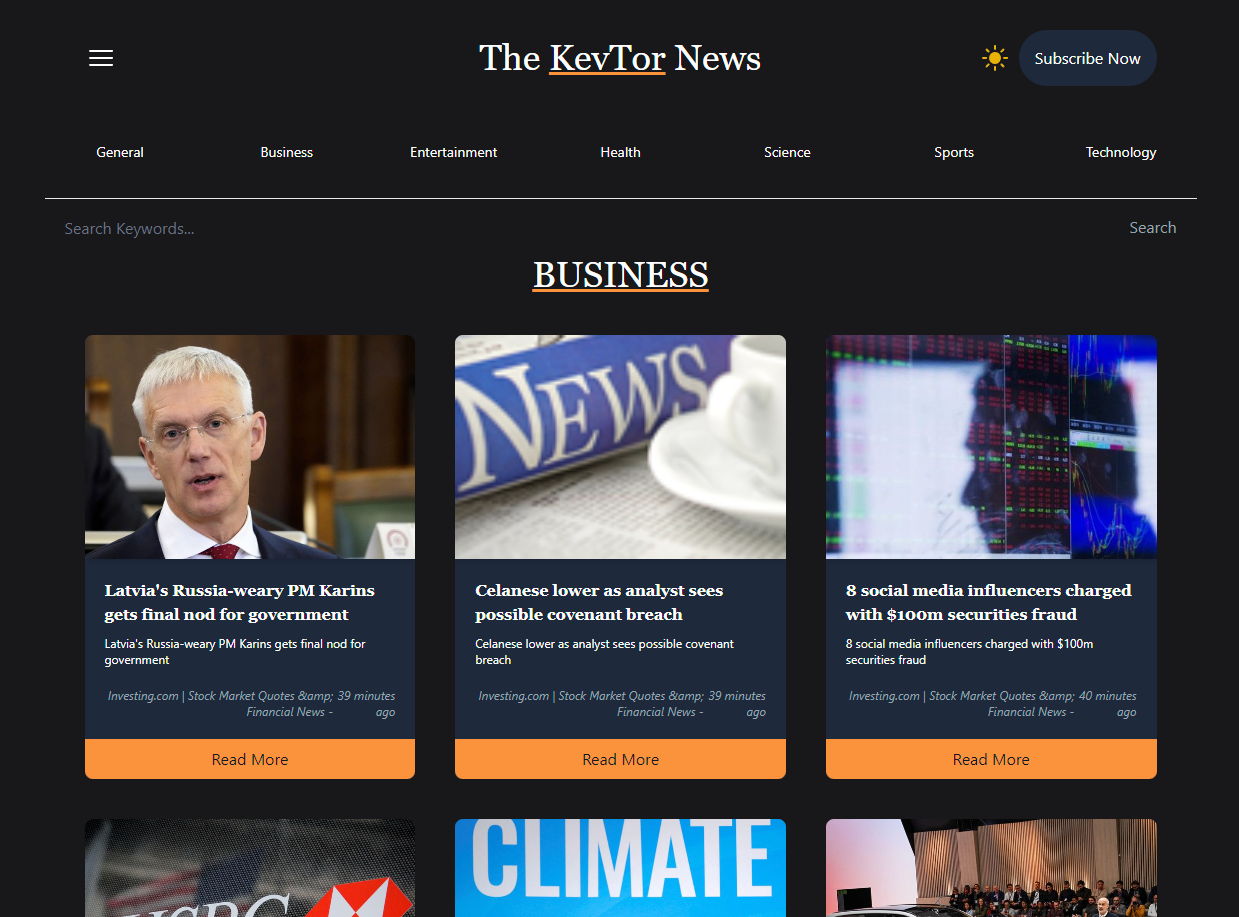 The KevTor News
Subscribe Now
General Business Entertainment Health Science Sports Technology
Search Keywords...
Search
BUSINESS
NEWS
Latvia's Russia-weary PM Karins
gets final nod for government
Latvia's Russia-weary PM Karins gets final nod for
government
Investing.com | Stock Market Quotes &amp; 39 minutes
Financial News - ago
Read More
Celanese lower as analyst sees
possible covenant breach
Celanese lower as analyst sees possible covenant
breach
Investing.com | Stock Market Quotes &amp; 39 minutes
Financial News - ago
Read More
8 social media influencers charged
with $100m securities fraud
8 social media influencers charged with $100m
securities fraud
Investing.com | Stock Market Quotes &amp; 40 minutes
Financial News - ago
Read More
HSBC
CLIMATE